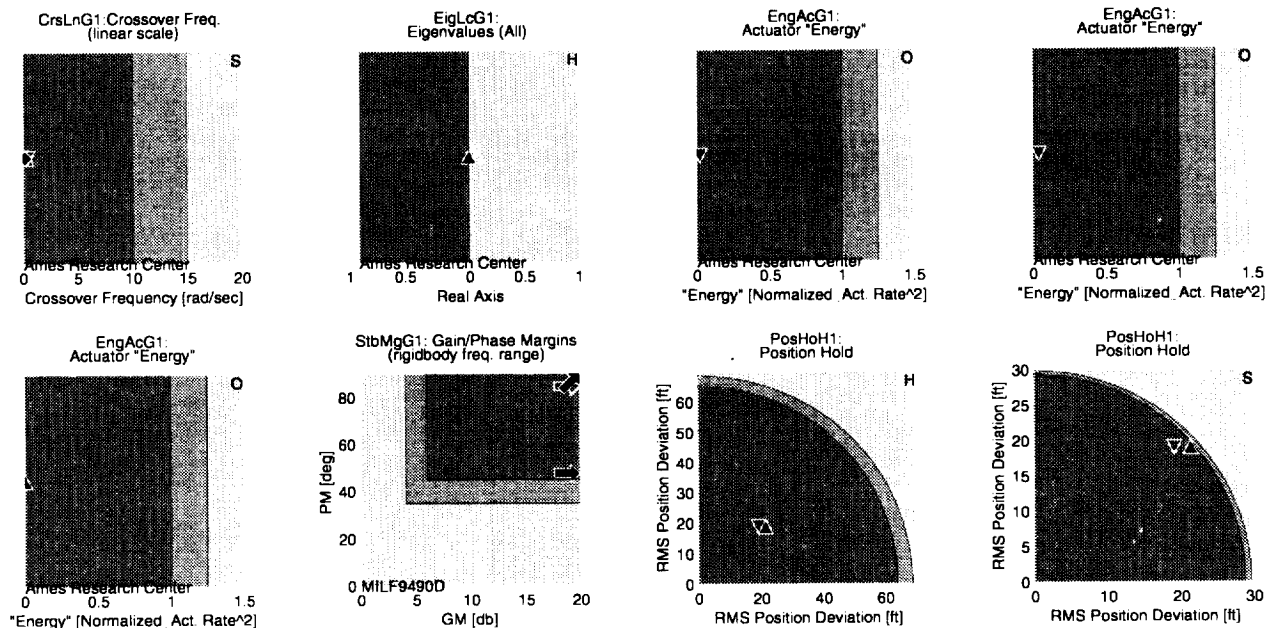 CrsLnG1:Crossover Freq.
(linear scale)
S
Ames Research Center
0 5 10 15 20
Crossover Frequency [rad/sec]
EigLcG1:
Eigenvalues (All)
H
Ames Research Center
1 0.5 0 0.5 1
Real Axis
EngAcG1:
Actuator "Energy"
O
Ames Research Center
0 0.5 1 1.5
"Energy" [Normalized Act. Rate^2]
EngAcG1:
Actuator "Energy"
O
Ames Research Center
0 0.5 1 1.5
"Energy" [Normalized Act. Rate^2]
EngAcG1:
Actuator "Energy"
O
Ames Research Center
0 0.5 1 1.5
"Energy" [Normalized Act. Rate^2]
StbMgG1: Gain/Phase Margins
(rigidbody freq. range)
PM [deg]
80
60
40
20
0
MILF9490D
0 5 10 15 20
GM [db]
PosHoH1:
Position Hold
H
RMS Position Deviation [ft]
60
50
40
30
20
10
0
0 20 40 60
RMS Position Deviation [ft]
PosHoH1:
Position Hold
S
RMS Position Deviation [ft]
30
25
20
15
10
5
0
0 10 20 30
RMS Position Deviation [ft]